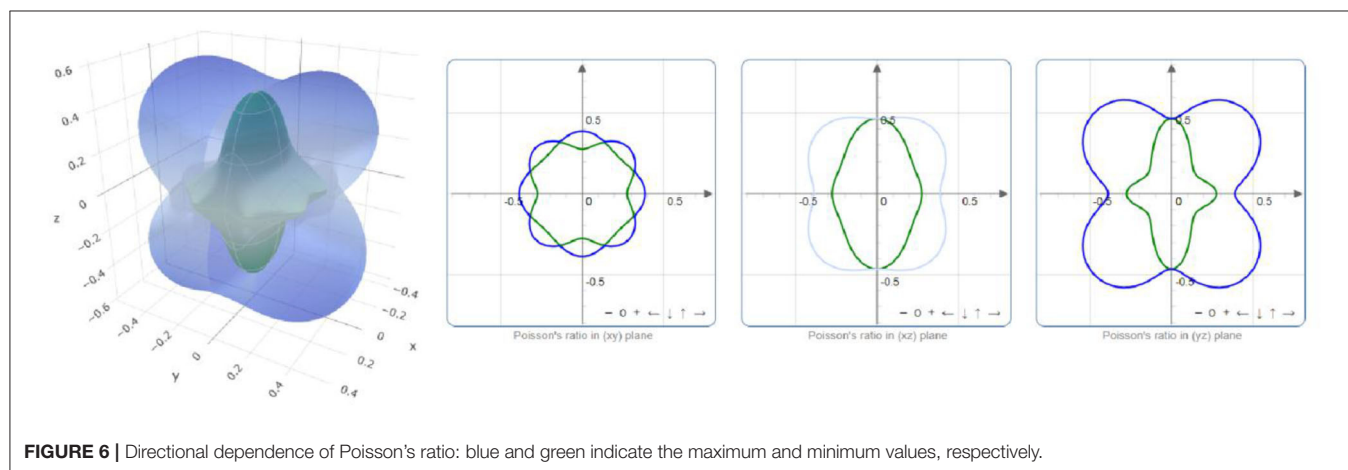 0.6
0.4
0.2
z 0
−0.2
−0.4
−0.6
−0.4
−0.2
y 0
0.2
0.4
−0.4
−0.2
0 x
0.2
0.4
0.5
-0.5 0 0.5
-0.5
− o + ← ↓ ↑ →
Poisson's ratio in (xy) plane
0.5
-0.5 0 0.5
-0.5
− o + ← ↓ ↑ →
Poisson's ratio in (xz) plane
0.5
-0.5 0 0.5
-0.5
− o + ← ↓ ↑ →
Poisson's ratio in (yz) plane
FIGURE 6 | Directional dependence of Poisson's ratio: blue and green indicate the maximum and minimum values, respectively.